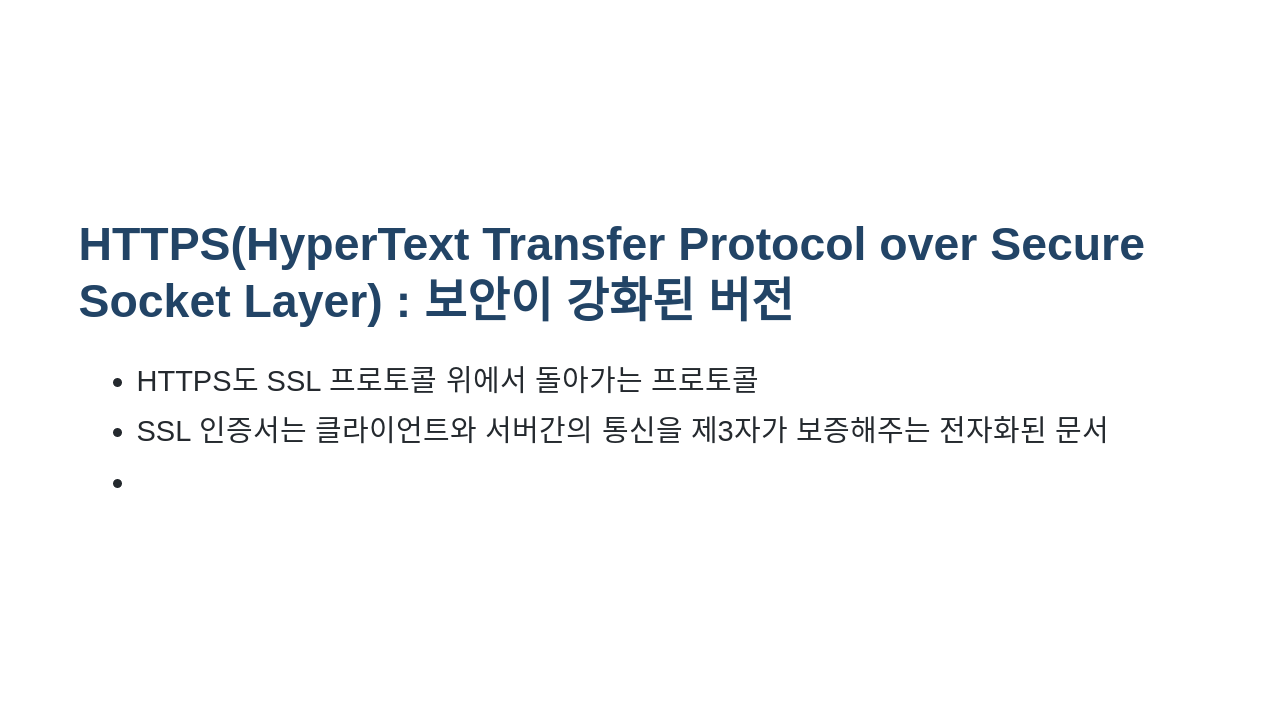 HTTPS(HyperText Transfer Protocol over Secure
Socket Layer) : 보안이 강화된 버전
• HTTPS도 SSL 프로토콜 위에서 돌아가는 프로토콜
• SSL 인증서는 클라이언트와 서버간의 통신을 제3자가 보증해주는 전자화된 문서
•